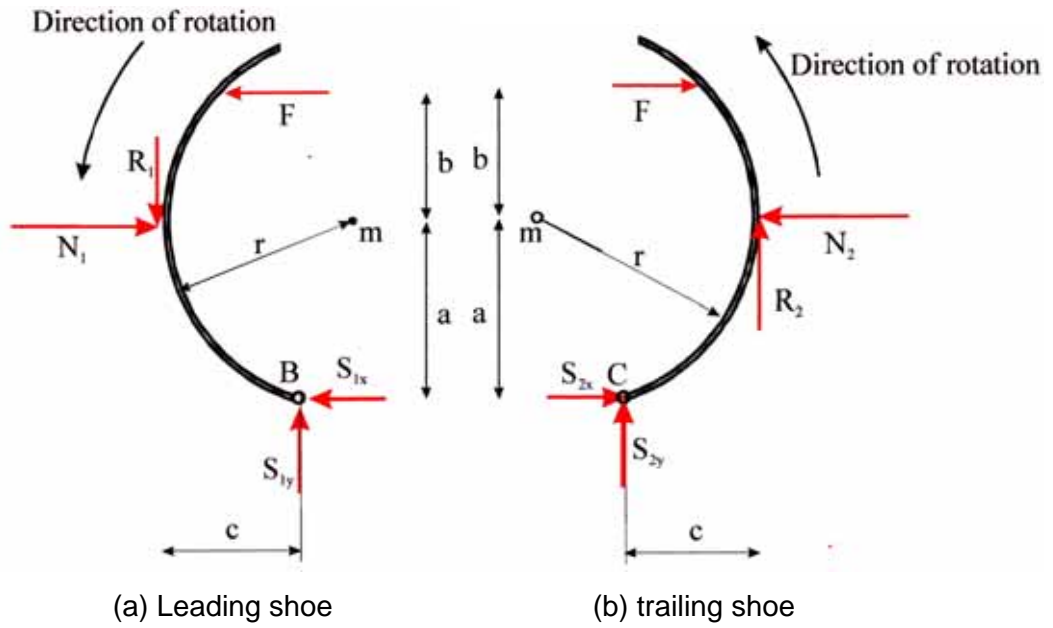 Direction of rotation
Direction of rotation
F
F
R₁
b
b
N₁
m
m
N₂
r
r
R₂
a
a
B
S₁ₓ
S₂ₓ
C
S₁y
S₂y
c
c
(a) Leading shoe
(b) trailing shoe